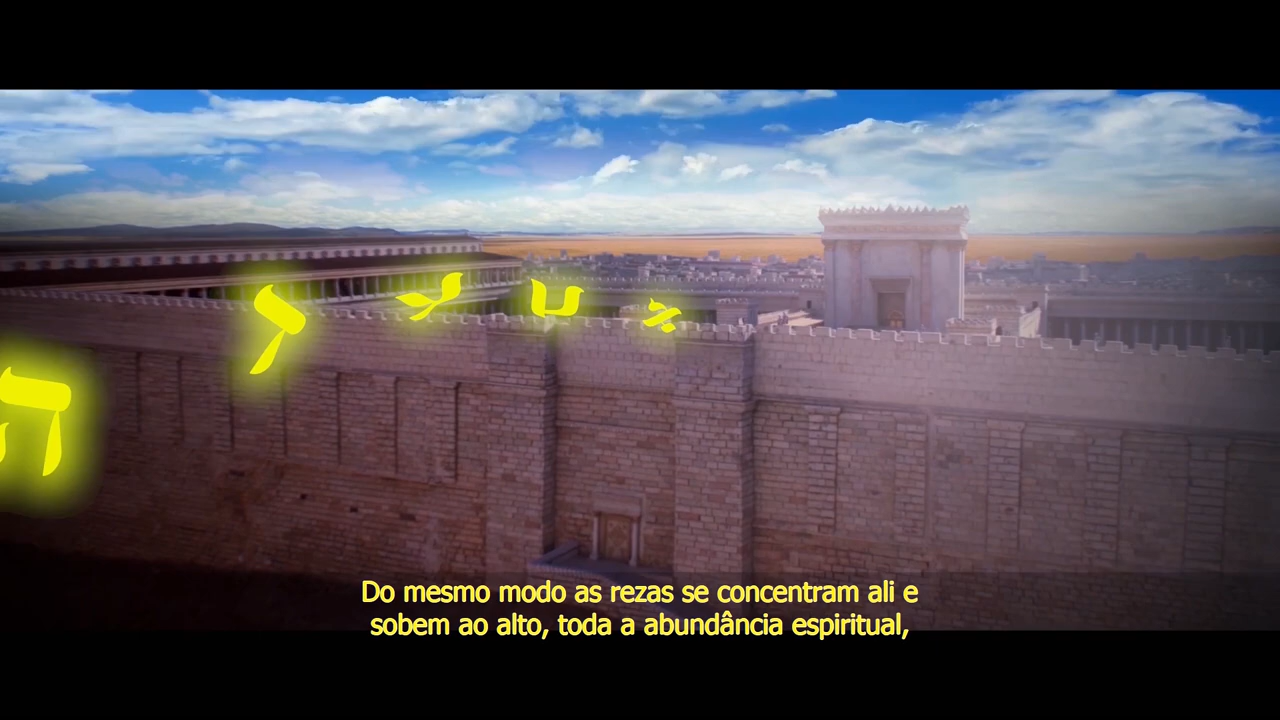 Do mesmo modo as rezas se concentram ali e
sobem ao alto, toda a abundância espiritual,